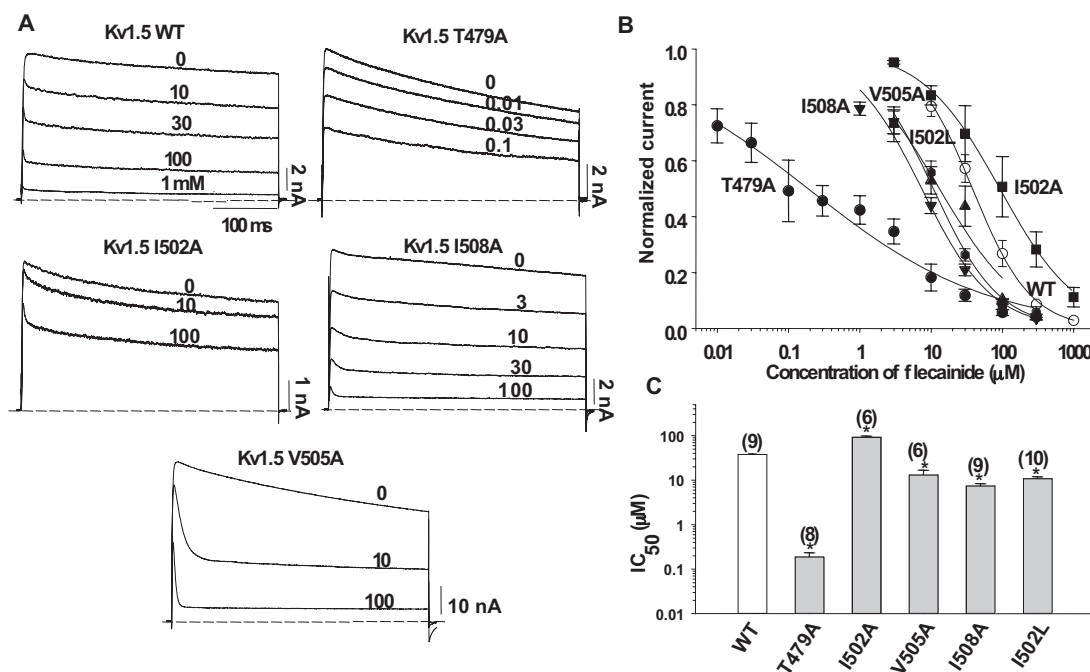 A
Kv1.5 WT
0
10
30
100
1 mM
2 nA
100 ms
Kv1.5 T479A
0
0.01
0.03
0.1
2 nA
Kv1.5 I502A
0
10
100
1 nA
Kv1.5 I508A
0
3
10
30
100
2 nA
Kv1.5 V505A
0
10
100
10 nA
B
Normalized current
1.0
0.8
0.6
0.4
0.2
0.0
T479A
I508A
V505A
I502L
I502A
WT
0.01
0.1
1
10
100
1000
Concentration of flecainide (μM)
C
IC50 (μM)
100
10
1
0.1
0.01
(9)
(8)
*
(6)
*
(6)
*
(9)
*
(10)
*
WT
T479A
I502A
V505A
I508A
I502L